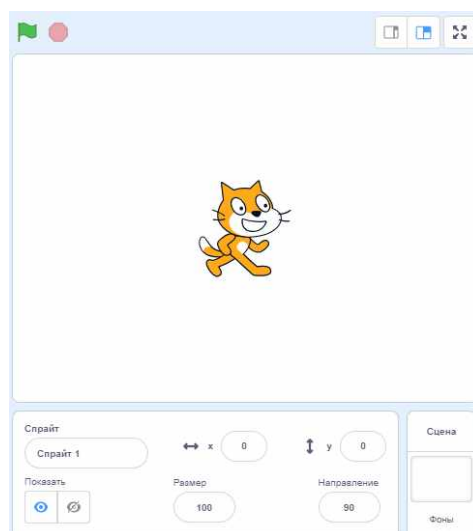 Спрайт
Спрайт 1
x 0
y 0
Сцена
Показать
Размер
Направление
100
90
Фоны